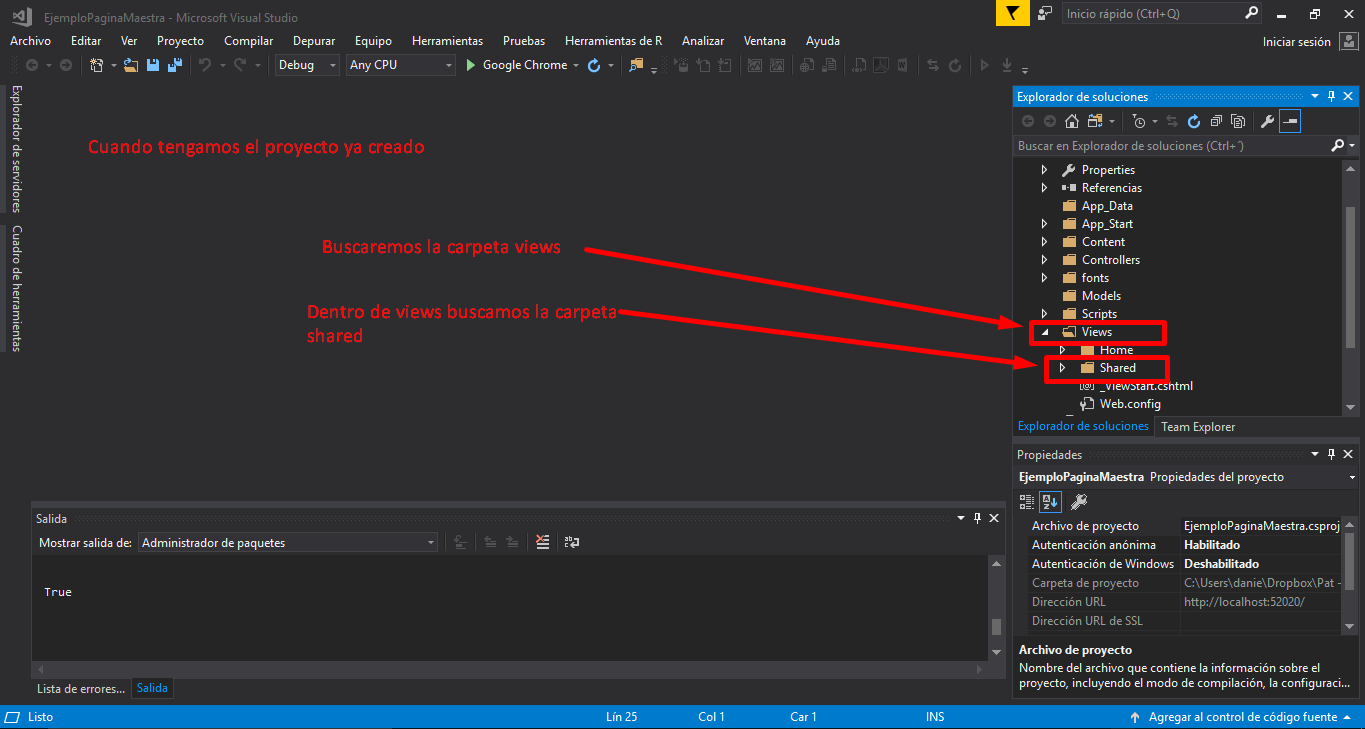 EjemploPaginaMaestra - Microsoft Visual Studio
Inicio rápido (Ctrl+Q)
Archivo Editar Ver Proyecto Compilar Depurar Equipo Herramientas Pruebas Herramientas de R Analizar Ventana Ayuda
Iniciar sesión
Debug Any CPU Google Chrome
Explorador de servidores
Cuadro de herramientas
Cuando tengamos el proyecto ya creado
Buscaremos la carpeta views
Dentro de views buscamos la carpeta
shared
Explorador de soluciones
Buscar en Explorador de soluciones (Ctrl+´)
Properties
Referencias
App_Data
App_Start
Content
Controllers
fonts
Models
Scripts
Views
Home
Shared
_ViewStart.cshtml
Web.config
Explorador de soluciones Team Explorer
Propiedades
EjemploPaginaMaestra Propiedades del proyecto
Archivo de proyecto EjemploPaginaMaestra.csproj
Autenticación anónima Habilitado
Autenticación de Windows Deshabilitado
Carpeta de proyecto C:\Users\danie\Dropbox\Pat -
Dirección URL http://localhost:52020/
Dirección URL de SSL
Archivo de proyecto
Nombre del archivo que contiene la información sobre el
proyecto, incluyendo el modo de compilación, la configuraci...
Salida
Mostrar salida de: Administrador de paquetes
True
Lista de errores... Salida
Listo Lín 25 Col 1 Car 1 INS Agregar al control de código fuente